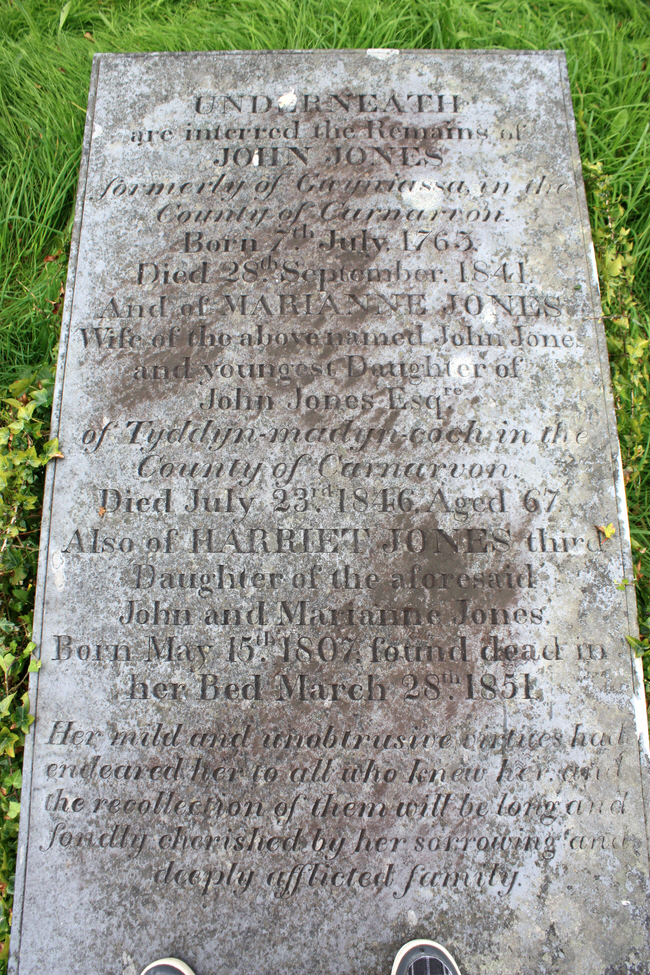 UNDERNEATH
are interred the Remains of
JOHN JONES
formerly of Gwyniassa, in the
County of Carnarvon.
Born 7th July, 1765.
Died 28th September, 1841.
And of MARIANNE JONES
Wife of the above named John Jones
and youngest Daughter of
John Jones Esqre
of Tyddyn-madyn-coch, in the
County of Carnarvon,
Died July 23rd 1846, Aged 67.
Also of HARRIET JONES third
Daughter of the aforesaid
John and Marianne Jones,
Born May 15th 1807, found dead in
her Bed March 28th 1851.
Her mild and unobtrusive virtues had
endeared her to all who knew her, and
the recollection of them will be long and
fondly cherished by her sorrowing and
deeply afflicted family.